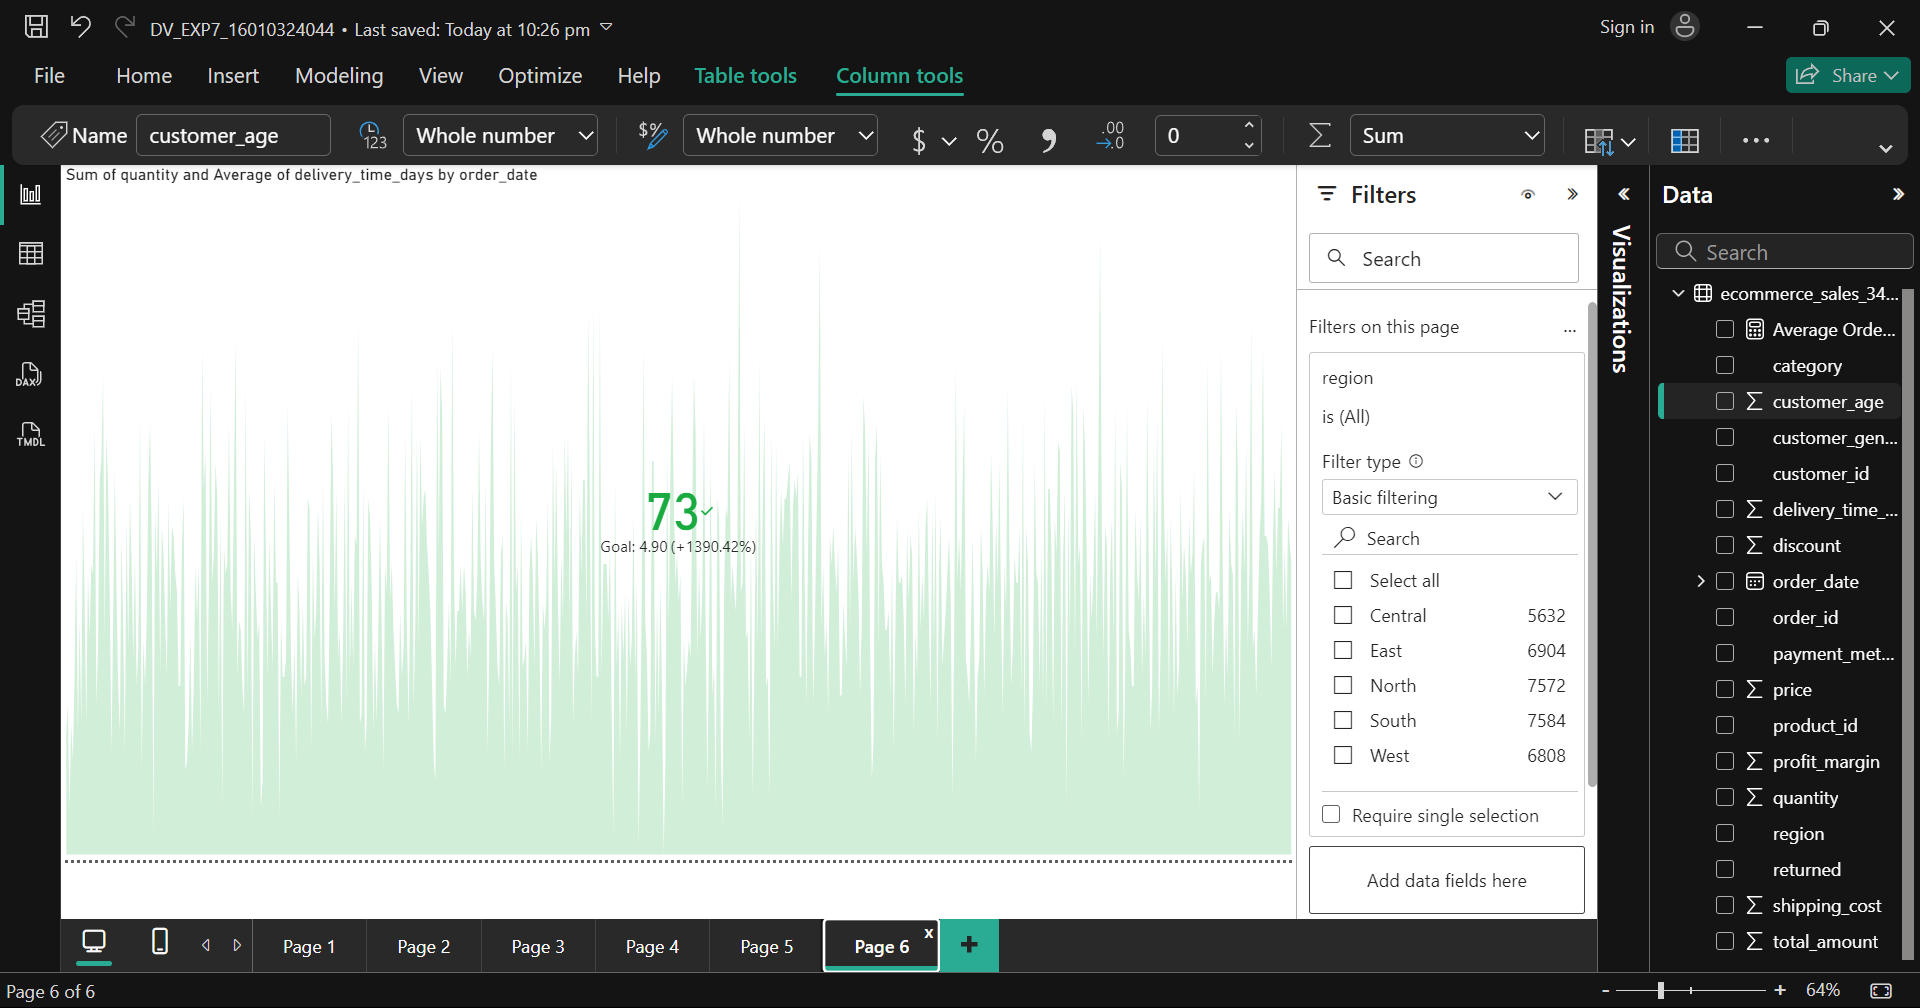 DV_EXP7_16010324044 • Last saved: Today at 10:26 pm
Sign in
File Home Insert Modeling View Optimize Help Table tools Column tools
Share
Name customer_age
123 Whole number
$% Whole number
$ % , .00 →.0 0
Σ Sum
...
Sum of quantity and Average of delivery_time_days by order_date
73
Goal: 4.90 (+1390.42%)
DAX
TMDL
Filters
Search
Filters on this page
...
region
is (All)
Filter type
Basic filtering
Search
Select all
Central 5632
East 6904
North 7572
South 7584
West 6808
Require single selection
Add data fields here
Visualizations
Data
Search
ecommerce_sales_34...
Average Orde...
category
Σ customer_age
customer_gen...
customer_id
Σ delivery_time_...
Σ discount
order_date
order_id
payment_met...
Σ price
product_id
Σ profit_margin
Σ quantity
region
returned
Σ shipping_cost
Σ total_amount
Page 1 Page 2 Page 3 Page 4 Page 5 Page 6 x +
Page 6 of 6
- + 64%